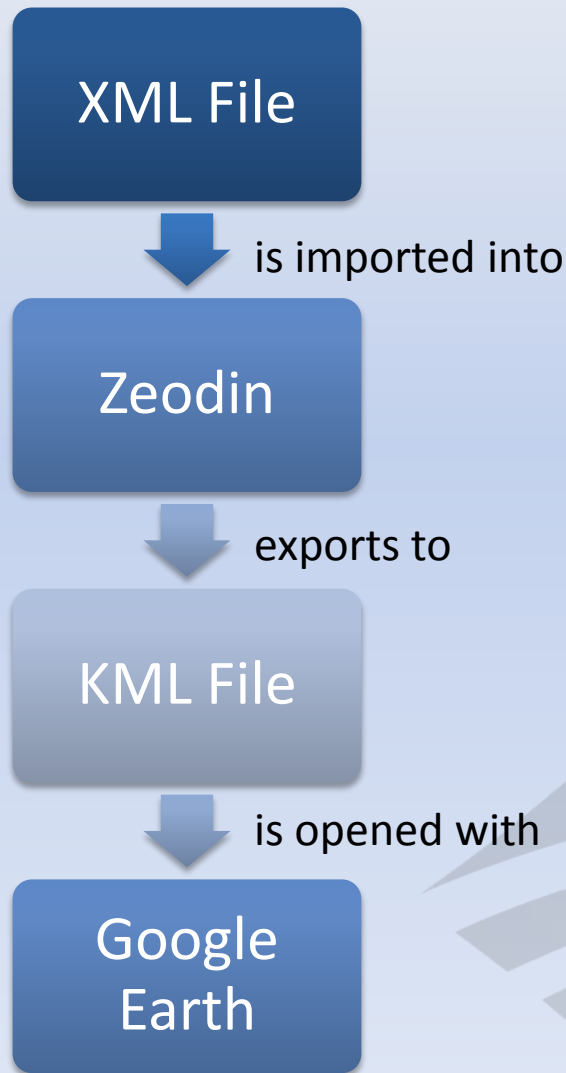 XML File
is imported into
Zeodin
exports to
KML File
is opened with
Google
Earth